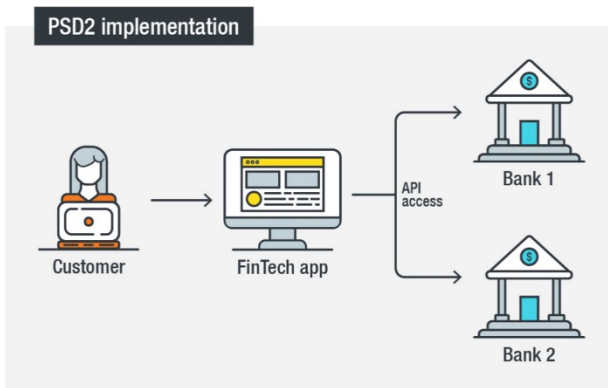 PSD2 implementation
Customer
FinTech app
API
access
$
Bank 1
$
Bank 2